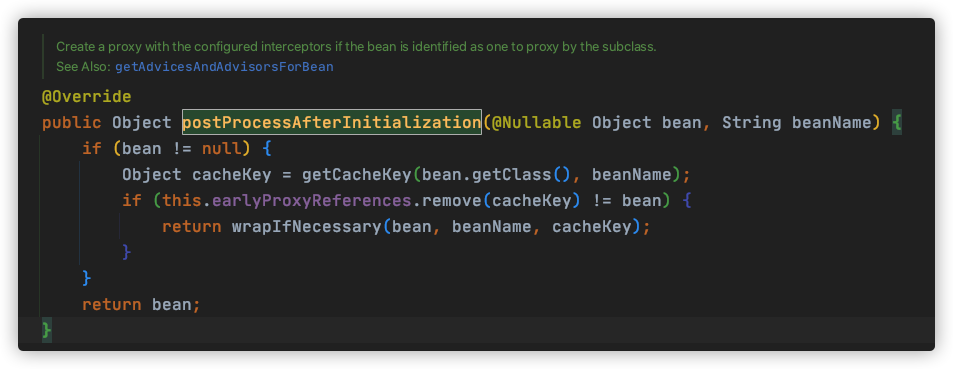 Create a proxy with the configured interceptors if the bean is identified as one to proxy by the subclass.
See Also: getAdvicesAndAdvisorsForBean
@Override
public Object postProcessAfterInitialization(@Nullable Object bean, String beanName) {
    if (bean != null) {
        Object cacheKey = getCacheKey(bean.getClass(), beanName);
        if (this.earlyProxyReferences.remove(cacheKey) != bean) {
            return wrapIfNecessary(bean, beanName, cacheKey);
        }
    }
    return bean;
}